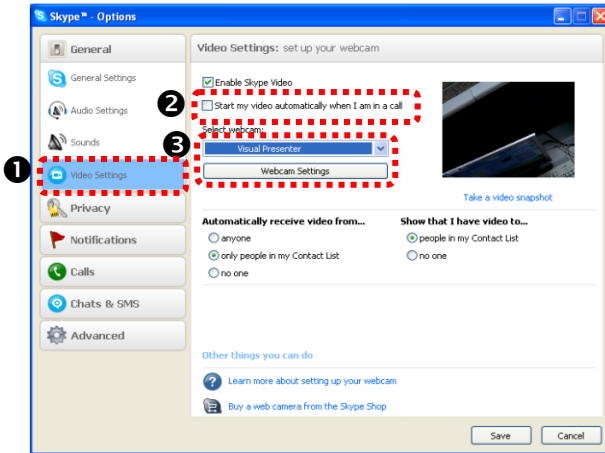 Skype™ - Options
General
General Settings
Audio Settings
Sounds
Video Settings
Privacy
Notifications
Calls
Chats & SMS
Advanced
Video Settings: set up your webcam
Enable Skype Video
Start my video automatically when I am in a call
Select webcam:
Visual Presenter
Webcam Settings
Take a video snapshot
Automatically receive video from...
anyone
only people in my Contact List
no one
Show that I have video to...
people in my Contact List
no one
Other things you can do
Learn more about setting up your webcam
Buy a web camera from the Skype Shop
Save
Cancel
1
2
3